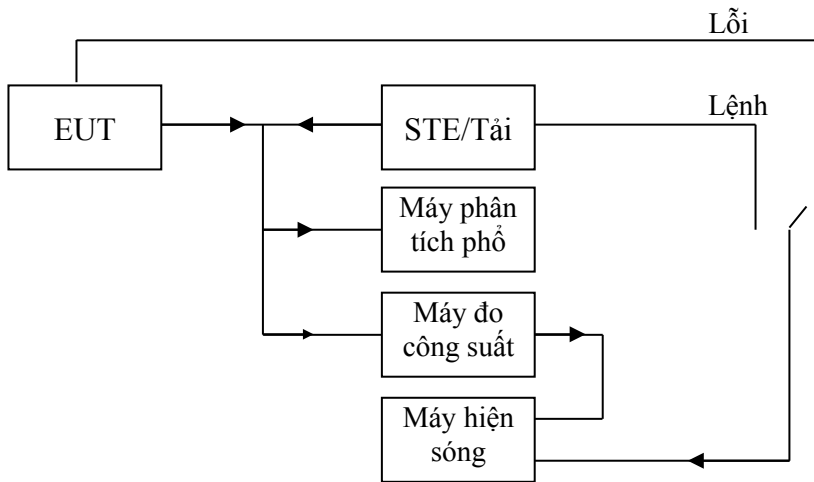 Lỗi
Lệnh
EUT
STE/Tải
Máy phân
tích phổ
Máy đo
công suất
Máy hiện
sóng